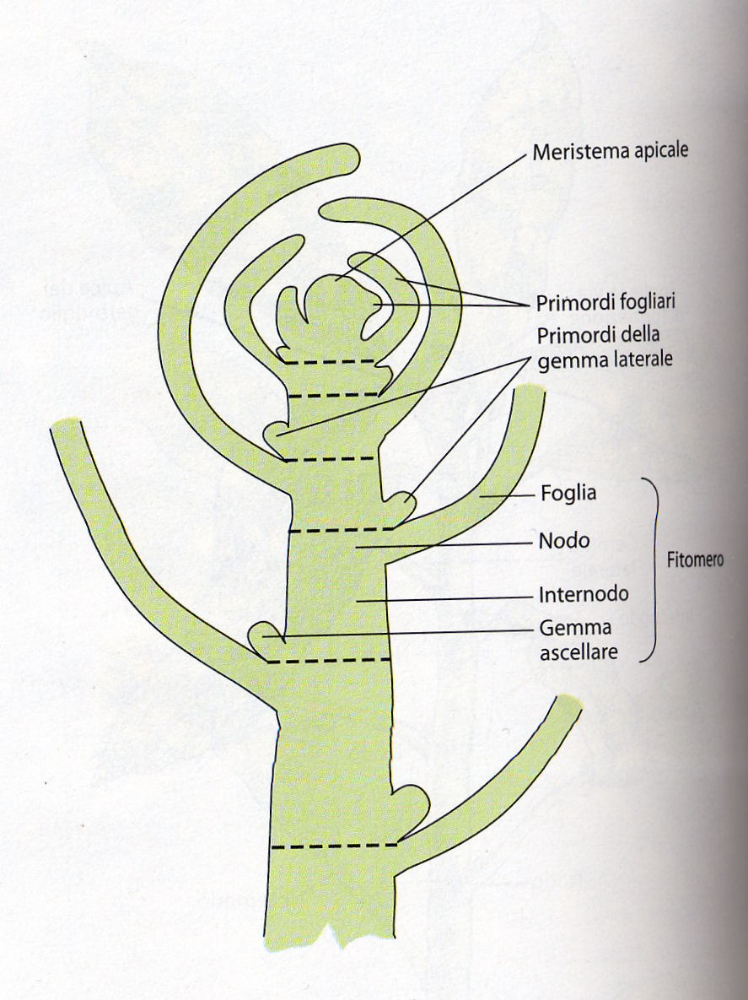 Meristema apicale
Primordi fogliari
Primordi della
gemma laterale
Foglia
Nodo
Internodo
Gemma
ascellare
Fitomero